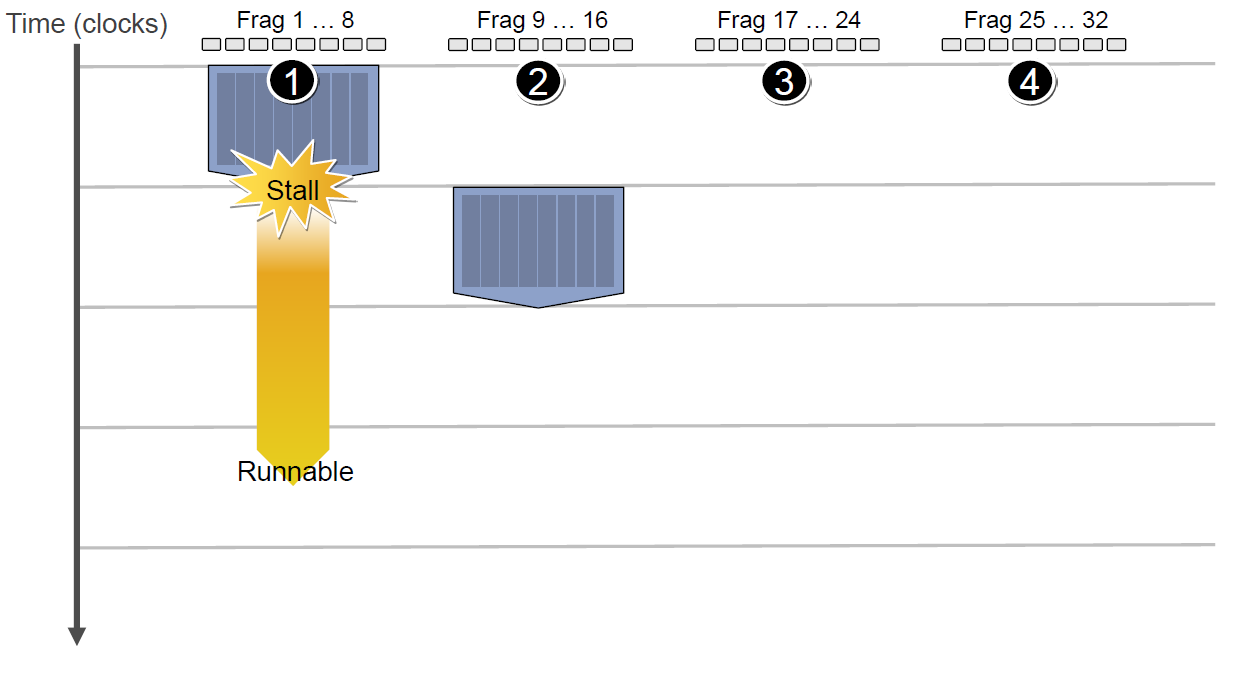 Time (clocks)
Frag 1 … 8
Frag 9 … 16
Frag 17 … 24
Frag 25 … 32
1
2
3
4
Stall
Runnable